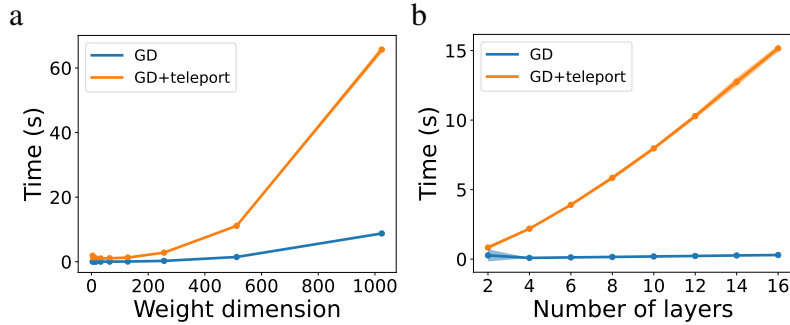 a
GD
GD+teleport
Time (s)
60
40
20
0
0
200
400
600
800
1000
Weight dimension
b
GD
GD+teleport
Time (s)
15
10
5
0
2
4
6
8
10
12
14
16
Number of layers